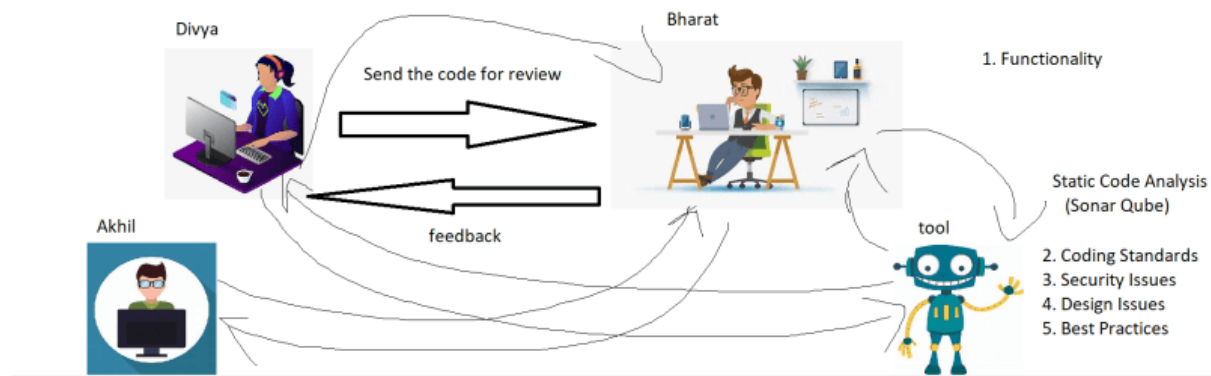 Divya
Bharat
Send the code for review
1. Functionality
feedback
Akhil
tool
Static Code Analysis
(Sonar Qube)
2. Coding Standards
3. Security Issues
4. Design Issues
5. Best Practices